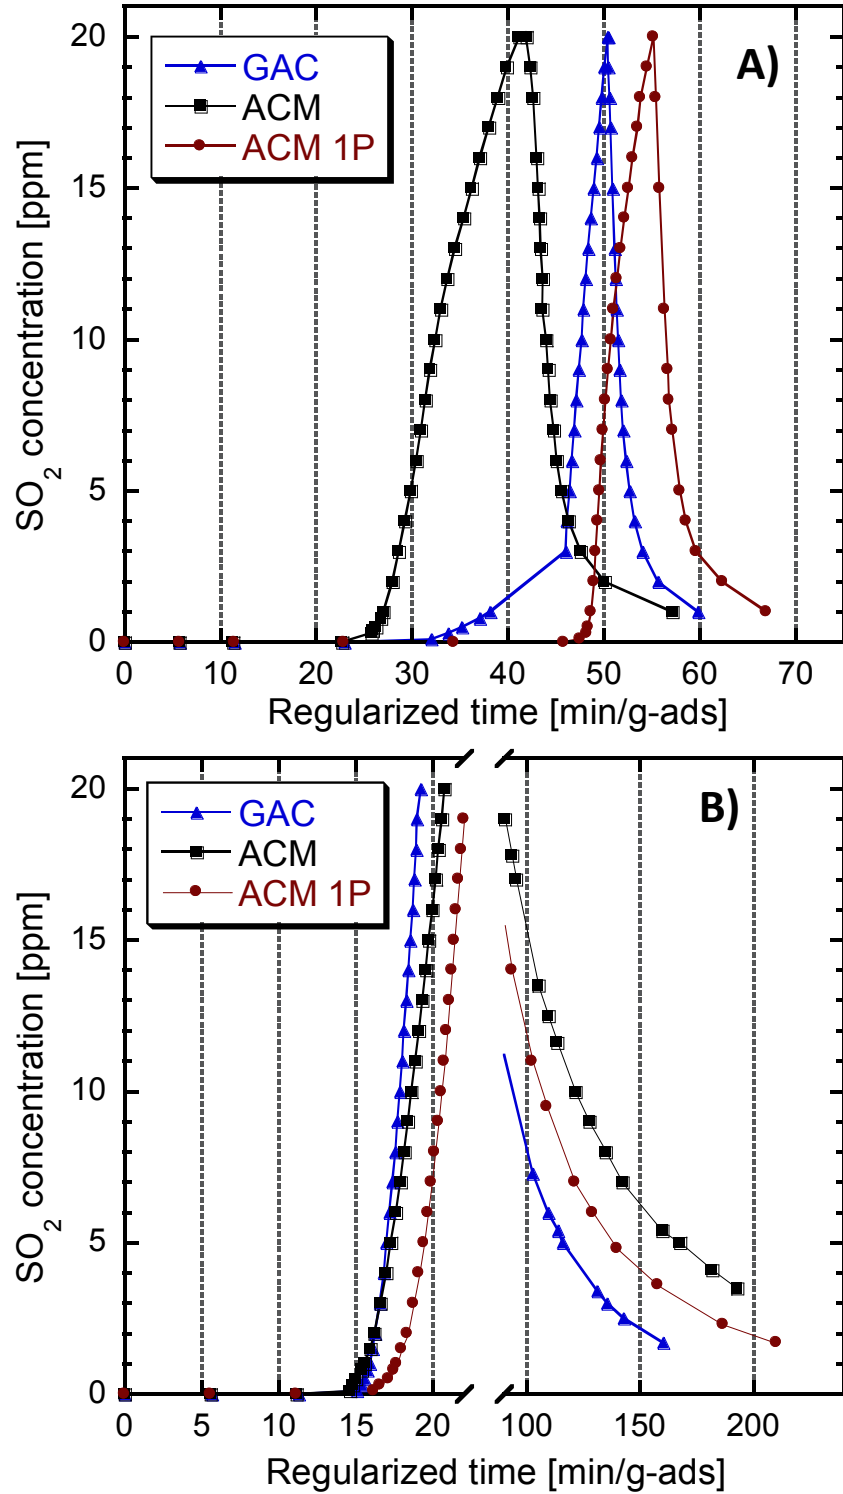 A)
GAC
ACM
ACM 1P
20
15
10
5
0
SO₂ concentration [ppm]
0 10 20 30 40 50 60 70
Regularized time [min/g-ads]
B)
GAC
ACM
ACM 1P
20
15
10
5
0
SO₂ concentration [ppm]
0 5 10 15 20 100 150 200
Regularized time [min/g-ads]